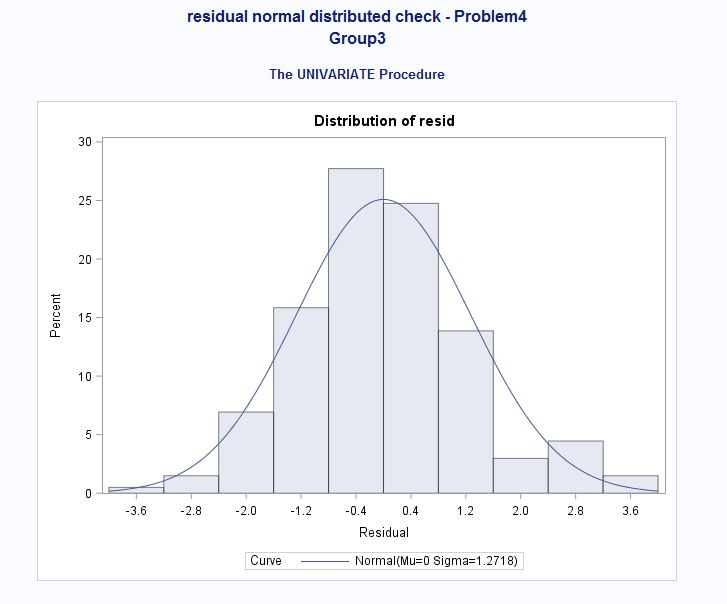 residual normal distributed check - Problem4
Group3
The UNIVARIATE Procedure
Distribution of resid
30
25
20
15
10
5
0
Percent
-3.6 -2.8 -2.0 -1.2 -0.4 0.4 1.2 2.0 2.8 3.6
Residual
Curve Normal(Mu=0 Sigma=1.2718)